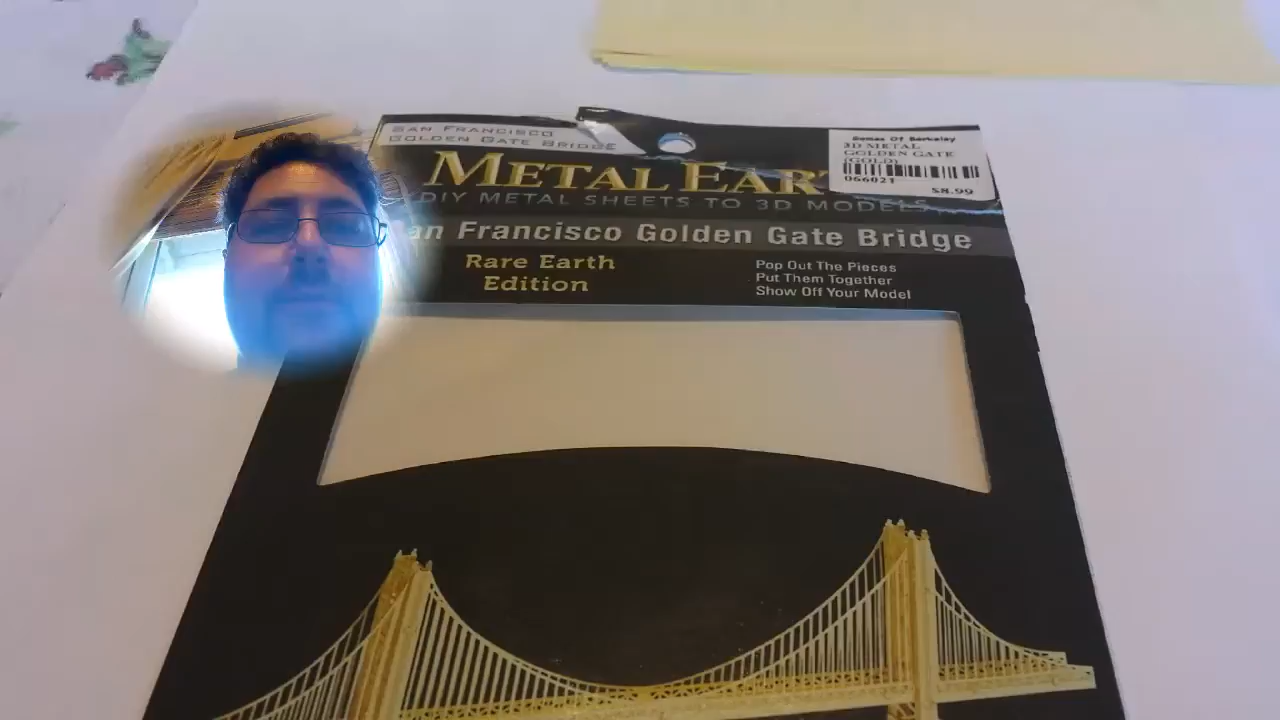 SAN FRANCISCO
GOLDEN GATE BRIDGE
METAL EAR
DIY METAL SHEETS TO 3D MODELS
an Francisco Golden Gate Bridge
Rare Earth
Edition
Pop Out The Pieces
Put Them Together
Show Off Your Model
Games Of Berkeley
3D METAL
GOLDEN GATE
(GOLD)
066021
$8.99